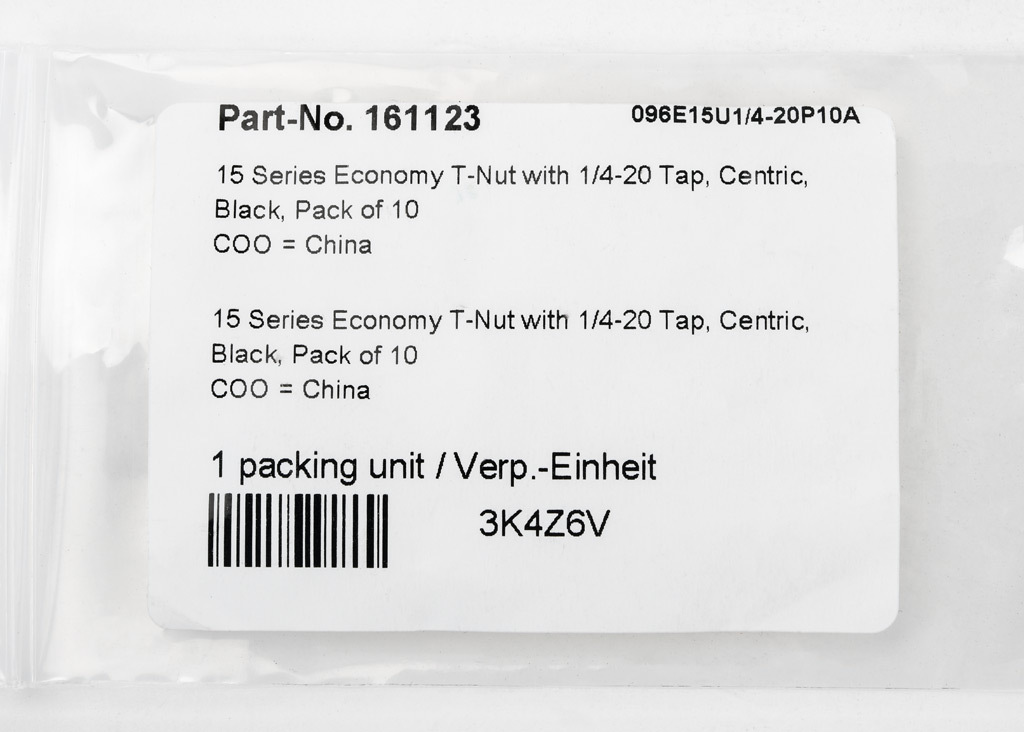 Part-No. 161123 096E15U1/4-20P10A
15 Series Economy T-Nut with 1/4-20 Tap, Centric,
Black, Pack of 10
COO = China
15 Series Economy T-Nut with 1/4-20 Tap, Centric,
Black, Pack of 10
COO = China
1 packing unit / Verp.-Einheit
3K4Z6V